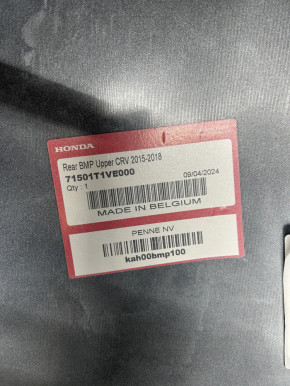 HONDA
Rear BMP Upper CRV 2015-2018
71501T1VE000
Qty : 1 09/04/2024
MADE IN BELGIUM
PENNE NV
kah00bmp100